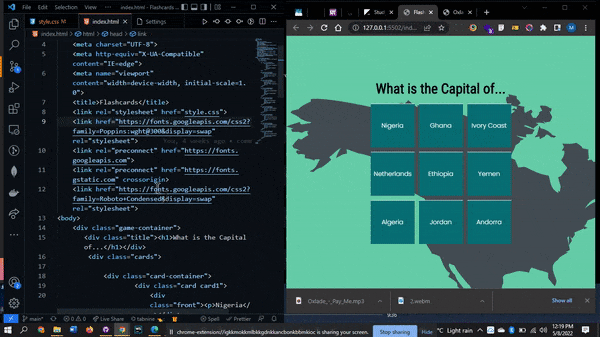 style.css
index.html M
index.html - Flashcards
Settings
index.html > html > head > link
4 <meta charset="UTF-8">
5 <meta http-equiv="X-UA-Compatible"
content="IE=edge">
6 <meta name="viewport"
content="width=device-width, initial-scale=1.
0">
7 <title>Flashcards</title>
8 <link rel="stylesheet" href="style.css">
9 <link href="https://fonts.googleapis.com/css2?
family=Poppins:wght@300&display=swap"
rel="stylesheet">
10 <link rel="preconnect" href="https://fonts.
googleapis.com">
11 <link rel="preconnect" href="https://fonts.
gstatic.com" crossorigin>
12 <link href="https://fonts.googleapis.com/css2?
family=Roboto+Condensed&display=swap"
rel="stylesheet">
13 <body>
14 <div class="game-container">
15 <div class="title"><h1>What is the Capital
of...</h1></div>
16 <div class="cards">
17
18 <div class="card-container">
19 <div class="card card1">
20 <div
class="front"><p>Nigeria</
main*
Live Share
tabnine
Spell
Prettier
127.0.0.1:5502/ind
What is the Capital of...
Nigeria
Ghana
Ivory Coast
Netherlands
Ethiopia
Yemen
Algeria
Jordan
Andorra
Oxlade_-_Pay_Me.mp3
2.webm
Show all
is sharing your screen.
Stop sharing
Hide
°C Light rain
12:19 PM
5/8/2022